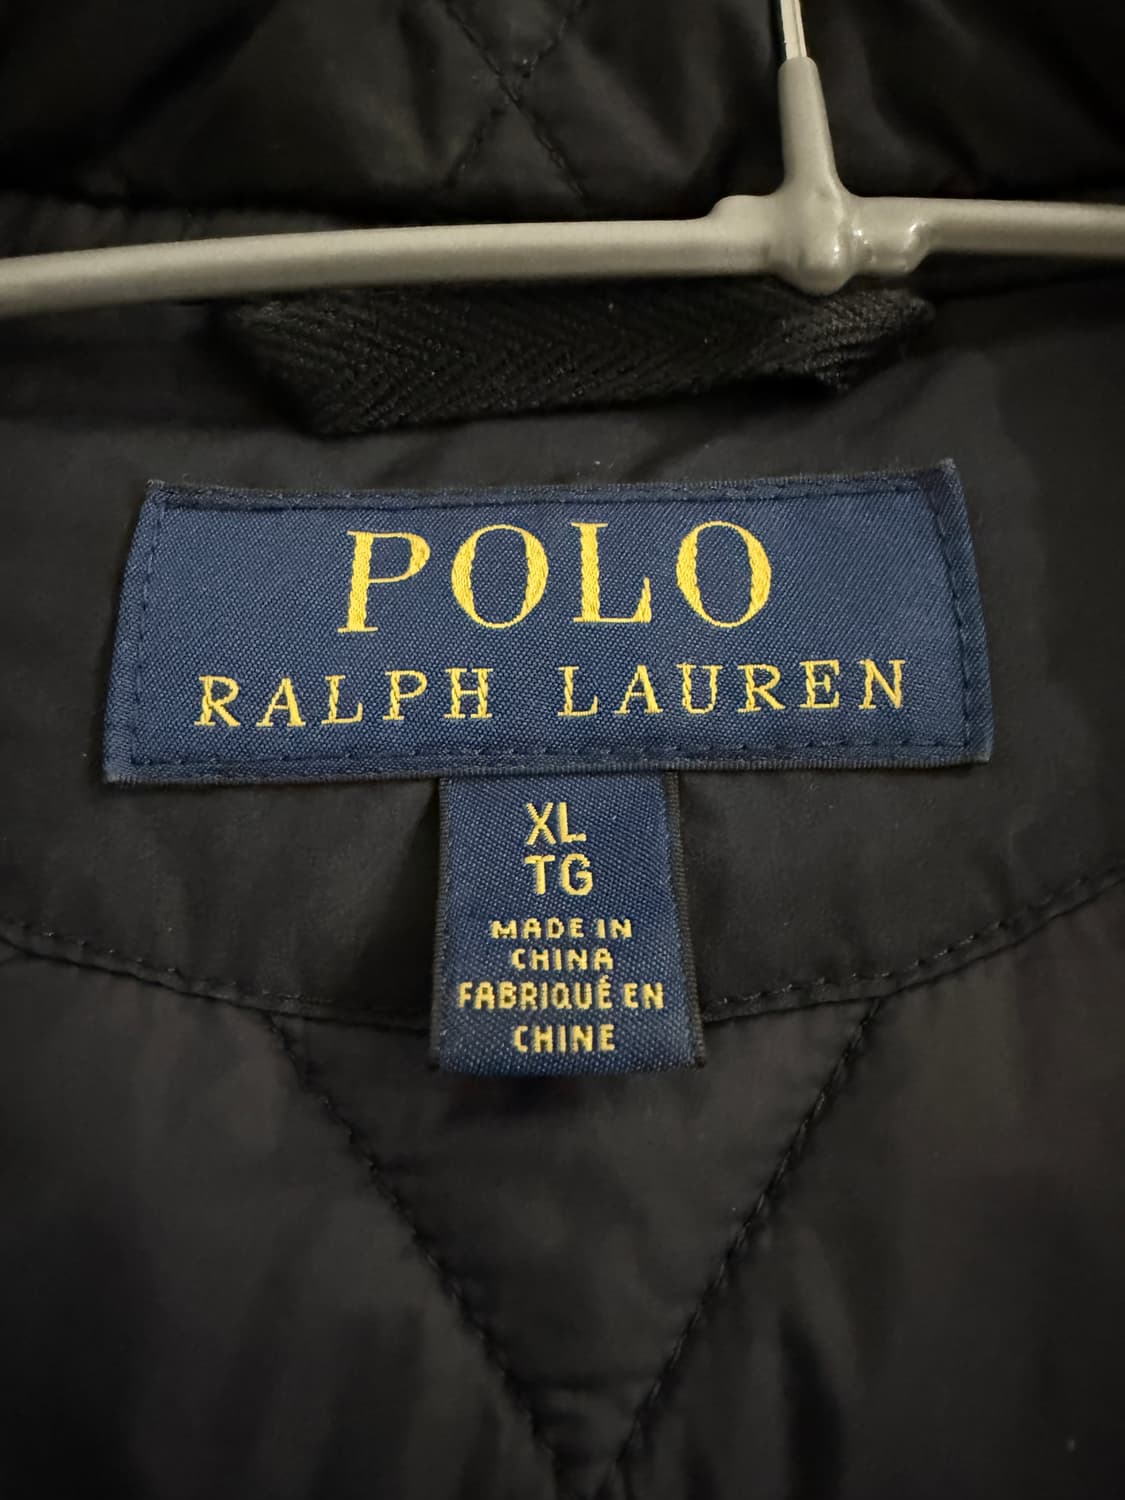 POLO
RALPH LAUREN
XL
TG
MADE IN
CHINA
FABRIQUÉ EN
CHINE